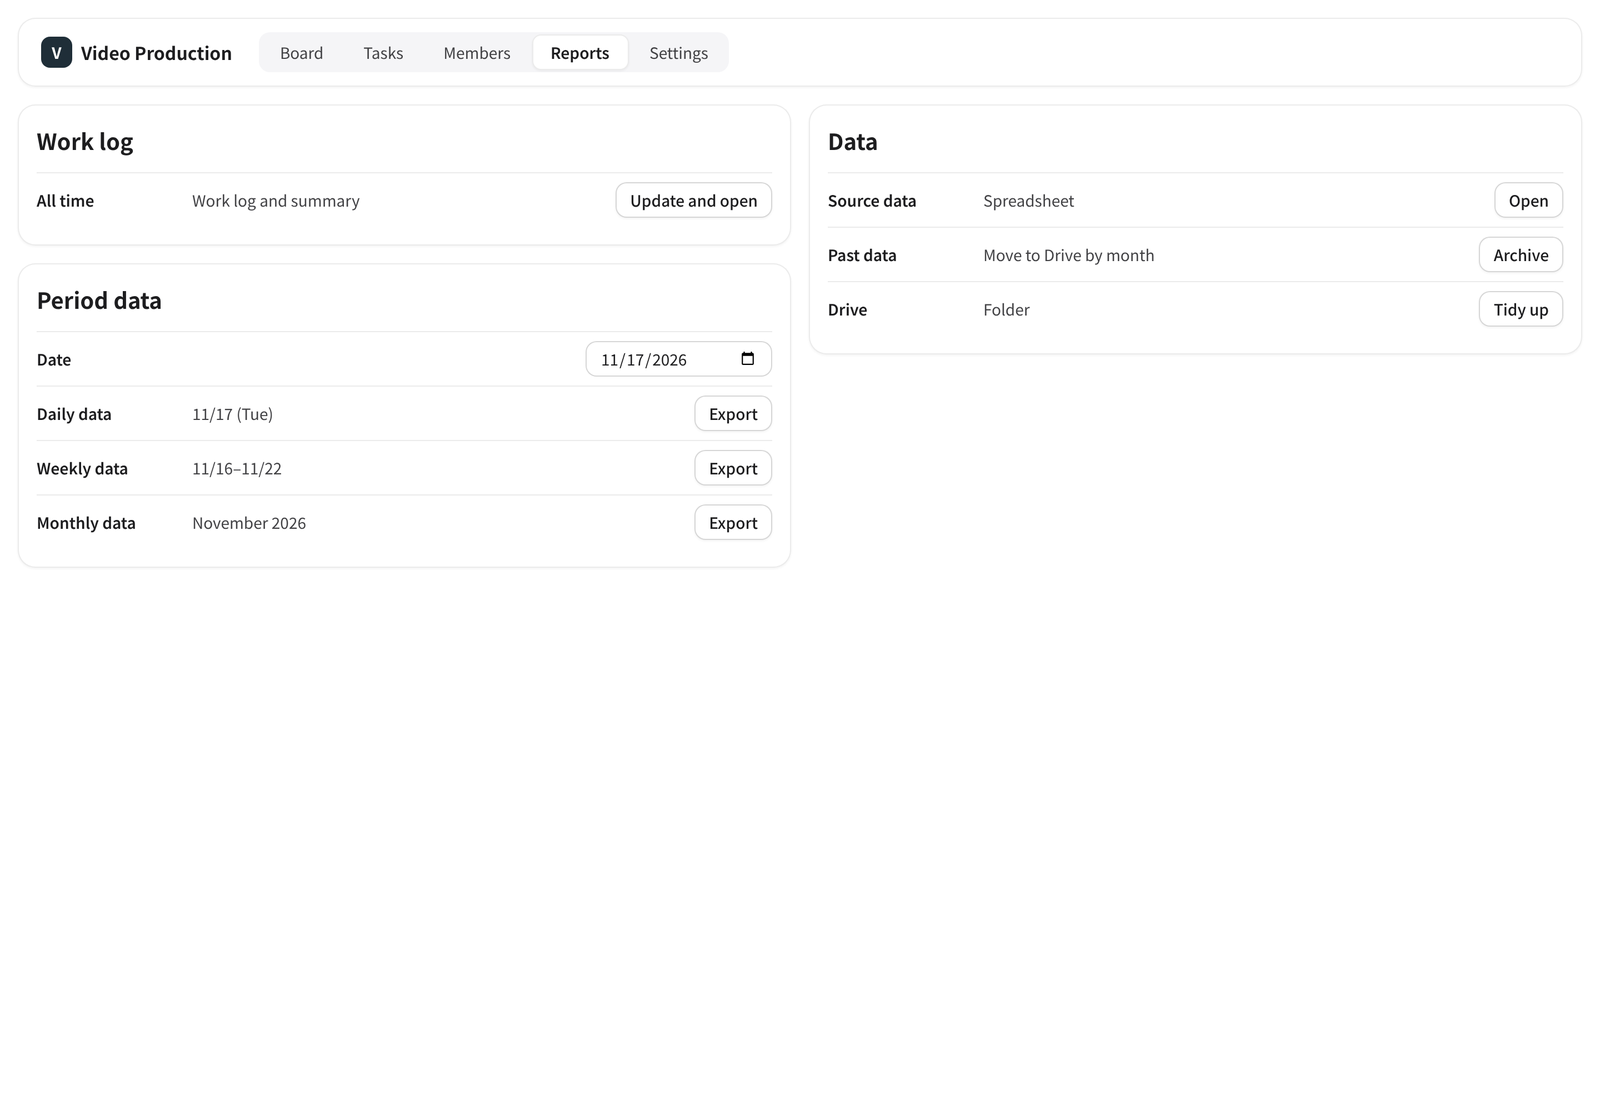 V Video Production Board Tasks Members Reports Settings
Work log
All time Work log and summary Update and open
Period data
Date 11/17/2026
Daily data 11/17 (Tue) Export
Weekly data 11/16–11/22 Export
Monthly data November 2026 Export
Data
Source data Spreadsheet Open
Past data Move to Drive by month Archive
Drive Folder Tidy up